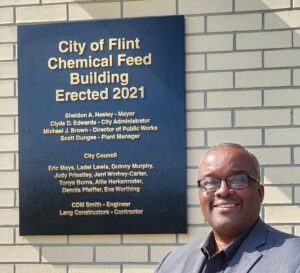 City of Flint
Chemical Feed
Building
Erected 2021
Sheldon A. Neeley - Mayor
Clyde D. Edwards - City Administrator
Michael J. Brown - Director of Public Works
Scott Dungee - Plant Manager
City Council
Eric Mays, Ladel Lewis, Quincy Murphy,
Judy Priestley, Jerri Winfrey-Carter,
Tonya Burns, Allie Herkenroder,
Dennis Pfeiffer, Eva Worthing
CDM Smith - Engineer
Lang Constructors - Contractor